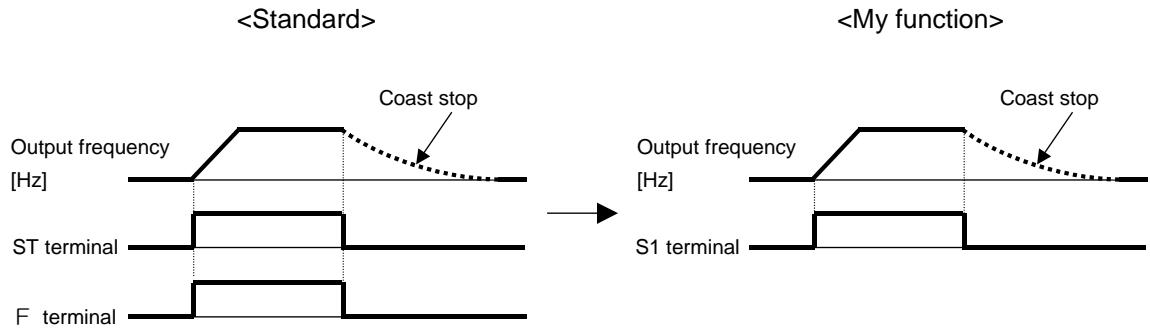 <Standard>
Coast stop
Output frequency
[Hz]
ST terminal
F terminal
<My function>
Coast stop
Output frequency
[Hz]
S1 terminal